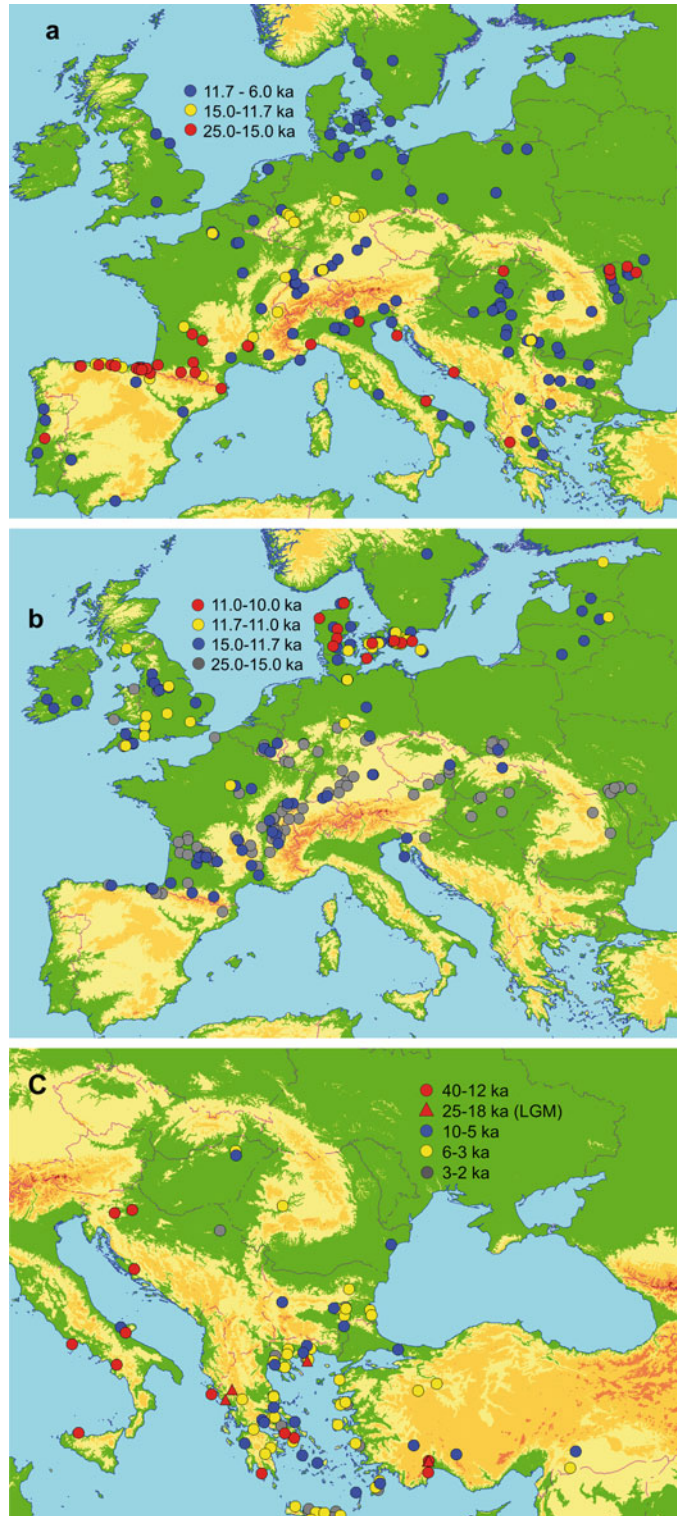 a
11.7 - 6.0 ka
15.0-11.7 ka
25.0-15.0 ka
b
11.0-10.0 ka
11.7-11.0 ka
15.0-11.7 ka
25.0-15.0 ka
C
40-12 ka
25-18 ka (LGM)
10-5 ka
6-3 ka
3-2 ka